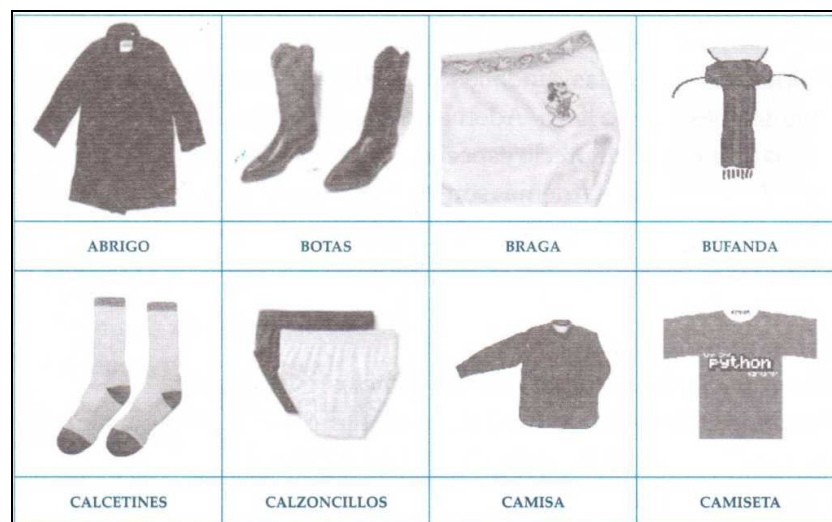 ABRIGO BOTAS BRAGA BUFANDA
python
CALCETINES CALZONCILLOS CAMISA CAMISETA